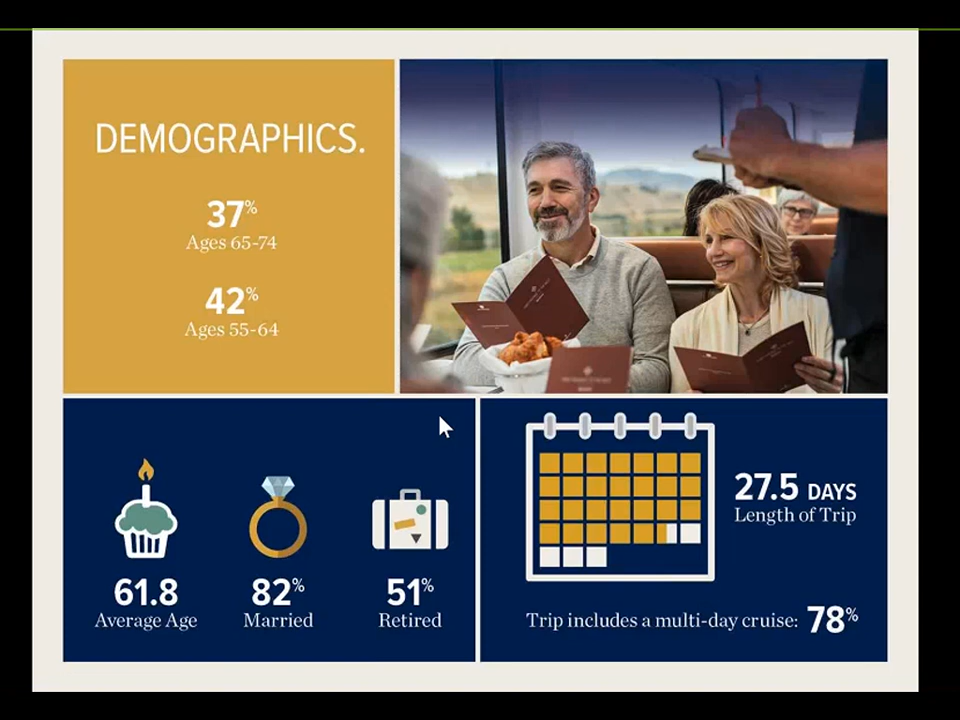 DEMOGRAPHICS.
37%
Ages 65-74
42%
Ages 55-64
61.8
Average Age
82%
Married
51%
Retired
27.5 DAYS
Length of Trip
Trip includes a multi-day cruise: 78%